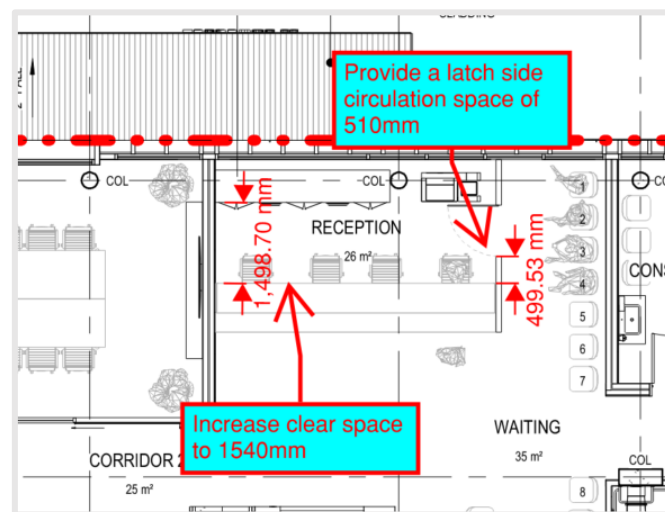 Provide a latch side
circulation space of
510mm
COL
COL
COL
1
2
3
4
5
6
7
8
RECEPTION
26 m²
1,498.70 mm
499.53 mm
CONS
Increase clear space
to 1540mm
WAITING
35 m²
CORRIDOR 2
25 m²
COL